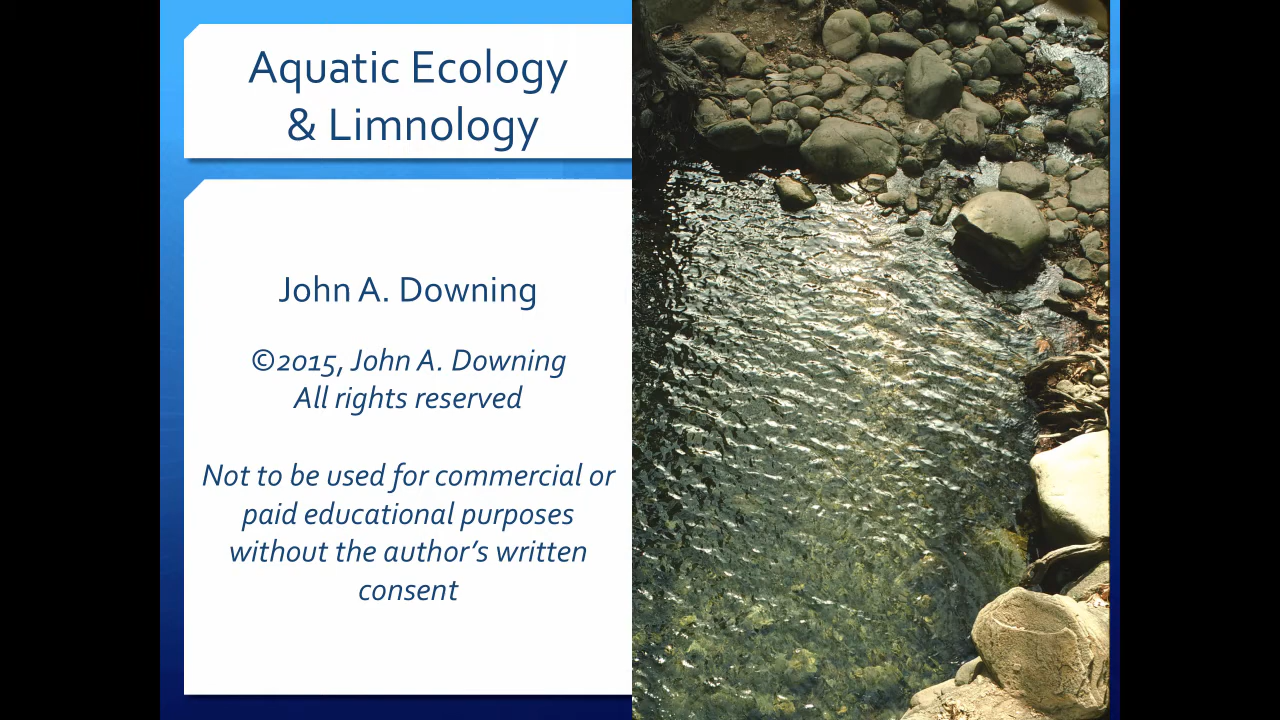 Aquatic Ecology
& Limnology
John A. Downing
©2015, John A. Downing
All rights reserved
Not to be used for commercial or
paid educational purposes
without the author’s written
consent